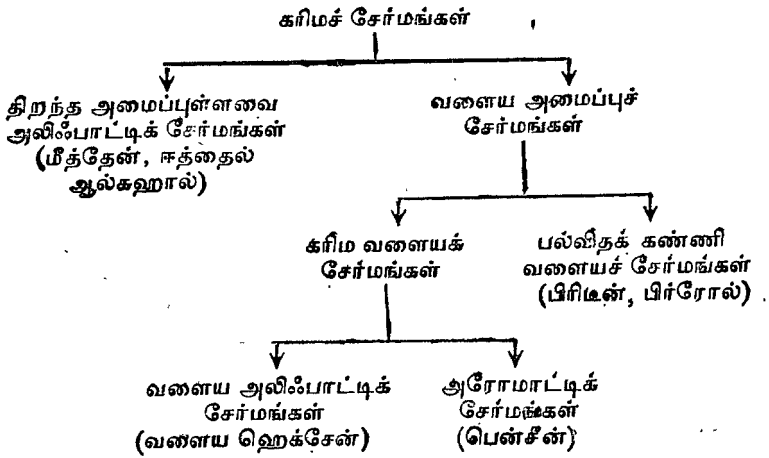 கரிமச் சேர்மங்கள்
திறந்த அமைப்புள்ளவை
அலிஃபாட்டிக் சேர்மங்கள்
(மீத்தேன், ஈத்தைல்
ஆல்கஹால்)
வளைய அமைப்புச்
சேர்மங்கள்
கரிம வளையக்
சேர்மங்கள்
பல்விதக் கண்ணி
வளையச் சேர்மங்கள்
(பிரிடீன், பிர்ரோல்)
வளைய அலிஃபாட்டிக்
சேர்மங்கள்
(வளைய ஹெக்சேன்)
அரோமாட்டிக்
சேர்மங்கள்
(பென்சீன்)